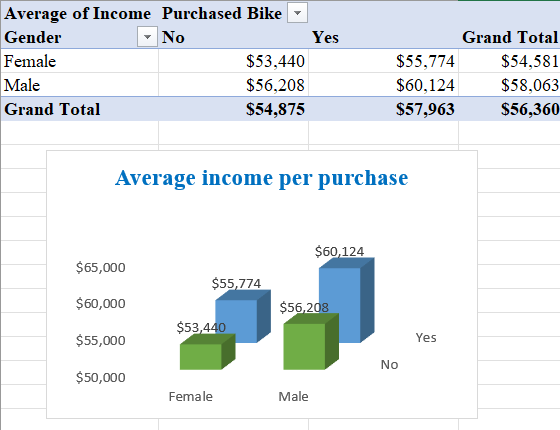 Average of Income Purchased Bike
Gender No Yes Grand Total
Female $53,440 $55,774 $54,581
Male $56,208 $60,124 $58,063
Grand Total $54,875 $57,963 $56,360
Average income per purchase
$60,124
$65,000
$55,774
$60,000
$56,208
$53,440
$55,000
Yes
No
$50,000
Female Male